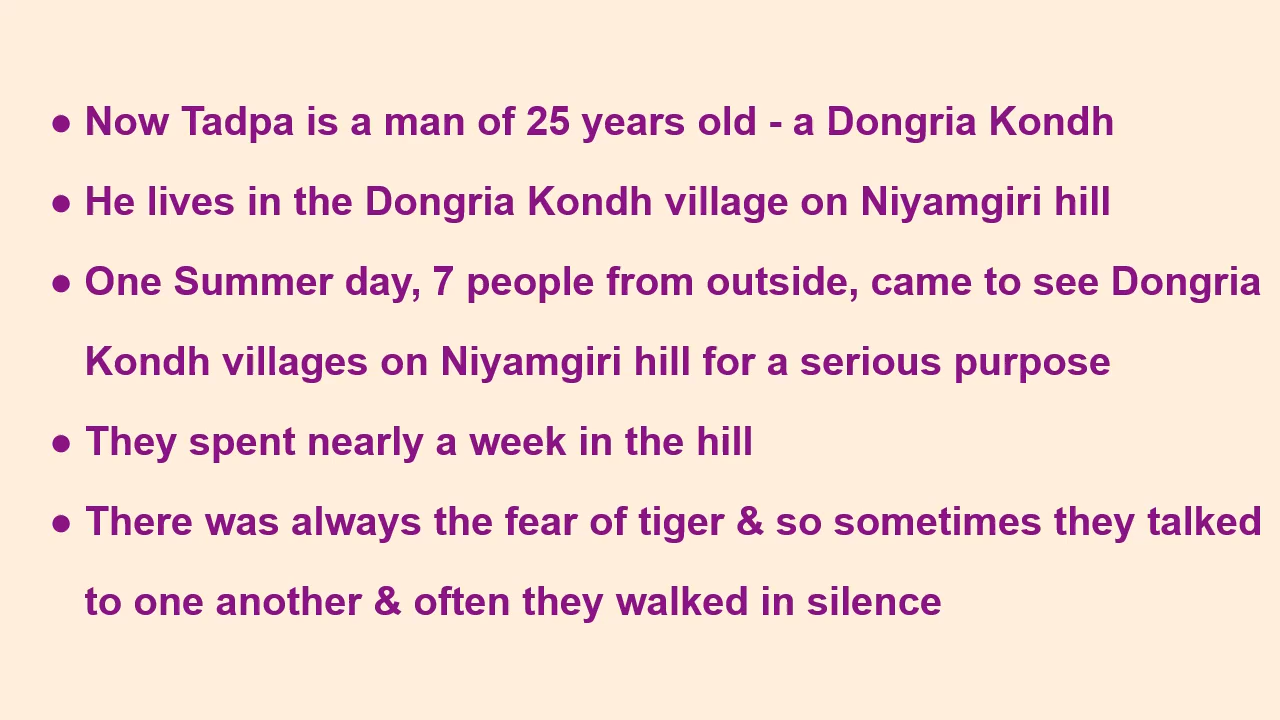 ● Now Tadpa is a man of 25 years old - a Dongria Kondh
● He lives in the Dongria Kondh village on Niyamgiri hill
● One Summer day, 7 people from outside, came to see Dongria
Kondh villages on Niyamgiri hill for a serious purpose
● They spent nearly a week in the hill
● There was always the fear of tiger & so sometimes they talked
to one another & often they walked in silence